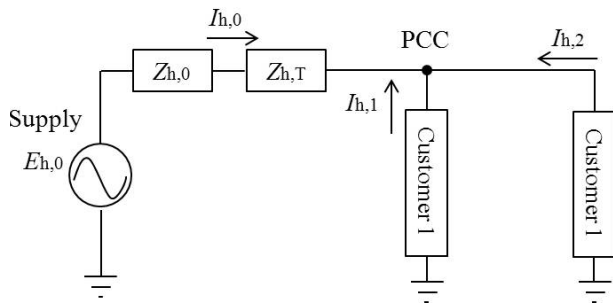 Ih,0
PCC
Ih,2
Zh,0
Zh,T
Ih,1
Supply
Eh,0
Customer 1
Customer 1